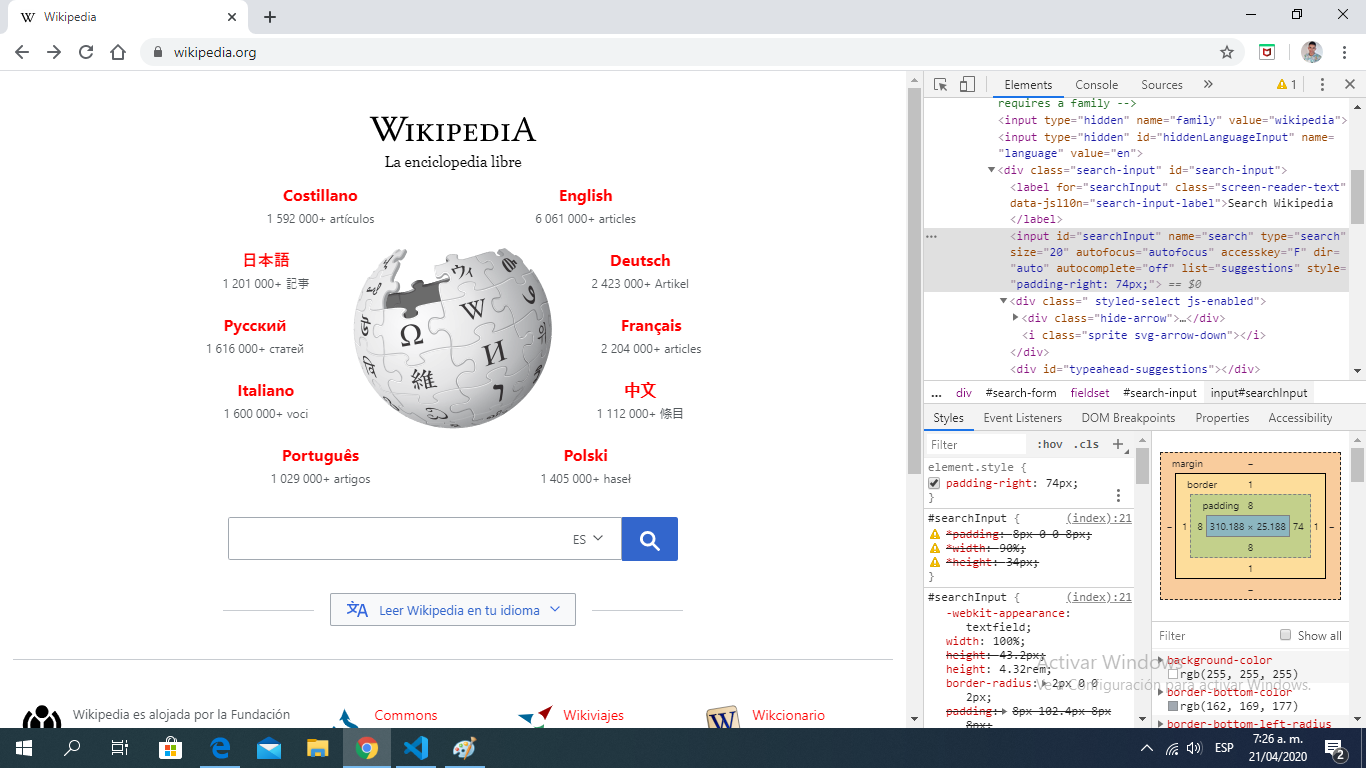 Wikipedia
wikipedia.org
WIKIPEDIA
La enciclopedia libre
Costillano
1 592 000+ artículos
English
6 061 000+ articles
日本語
1 201 000+ 記事
Deutsch
2 423 000+ Artikel
Русский
1 616 000+ статей
Français
2 204 000+ articles
Italiano
1 600 000+ voci
中文
1 112 000+ 條目
Português
1 029 000+ artigos
Polski
1 405 000+ haseł
Ω
W
И
維
ウィ
ES
Leer Wikipedia en tu idioma
Wikipedia es alojada por la Fundación
Commons
Wikiviajes
Wikcionario
W
Elements Console Sources » 1
requires a family -->
<input type="hidden" name="family" value="wikipedia">
<input type="hidden" id="hiddenLanguageInput" name=
"language" value="en">
<div class="search-input" id="search-input">
<label for="searchInput" class="screen-reader-text"
data-jsl10n="search-input-label">Search Wikipedia
</label>
<input id="searchInput" name="search" type="search"
size="20" autofocus="autofocus" accesskey="F" dir=
"auto" autocomplete="off" list="suggestions" style=
"padding-right: 74px;"> == $0
<div class=" styled-select js-enabled">
<div class="hide-arrow">…</div>
<i class="sprite svg-arrow-down"></i>
</div>
<div id="typeahead-suggestions"></div>
... div #search-form fieldset #search-input input#searchInput
Styles Event Listeners DOM Breakpoints Properties Accessibility
Filter :hov .cls +
element.style {
padding-right: 74px;
}
#searchInput { (index):21
*padding: 8px 0 0 8px;
*width: 90%;
*height: 34px;
}
#searchInput { (index):21
-webkit-appearance:
textfield;
width: 100%;
height: 43.2px;
height: 4.32rem;
border-radius: 2px 0 0
2px;
padding: 8px 102.4px 8px
8px;
margin –
border 1
padding 8
– 1 8 310.188 × 25.188 74 1 –
8
1
–
Filter Show all
background-color
rgb(255, 255, 255)
border-bottom-color
rgb(162, 169, 177)
border-bottom-left-radius
Activar Windows
Ve a Configuración para activar Windows.
ESP
7:26 a. m.
21/04/2020
2